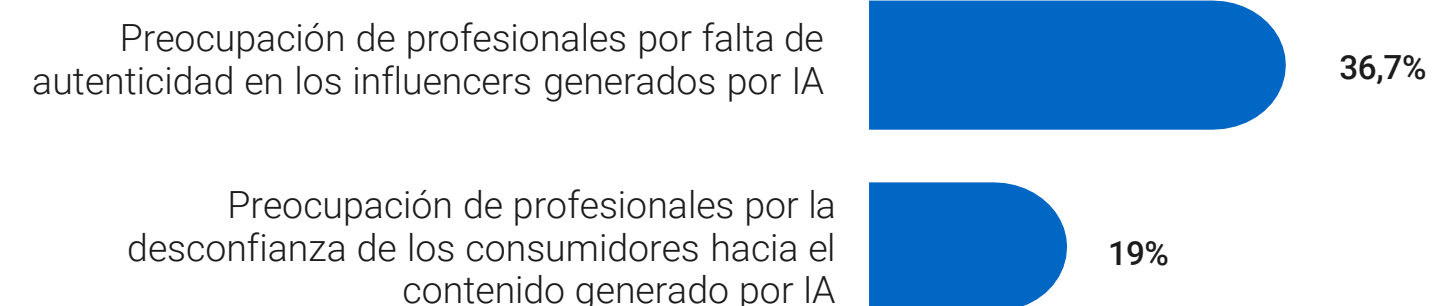 Preocupación de profesionales por falta de
autenticidad en los influencers generados por IA
36,7%
Preocupación de profesionales por la
desconfianza de los consumidores hacia el
contenido generado por IA
19%